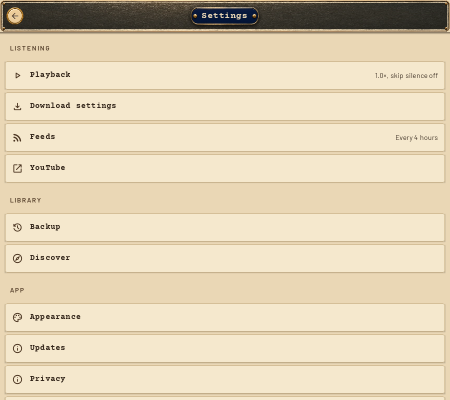 Settings
LISTENING
Playback
1.0×, skip silence off
Download settings
Feeds
Every 4 hours
YouTube
LIBRARY
Backup
Discover
APP
Appearance
Updates
Privacy